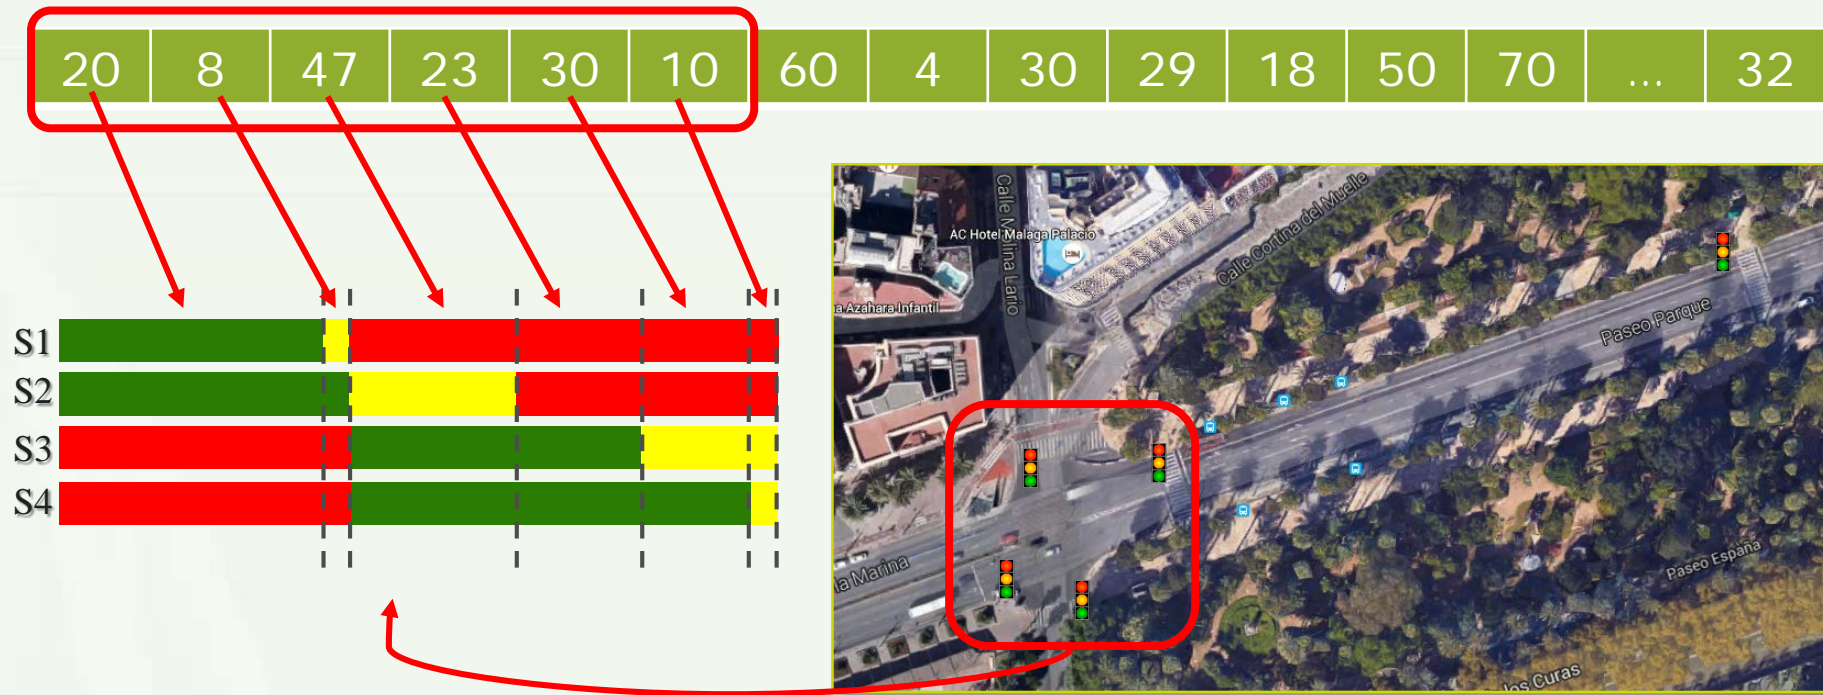 20 8 47 23 30 10 60 4 30 29 18 50 70 ... 32
S1
S2
S3
S4
Calle Molina Lario
AC Hotel Malaga Palacio
Calle Cortina del Muelle
a Azahara Infantil
Paseo Parque
la Marina
Paseo España
los Curas